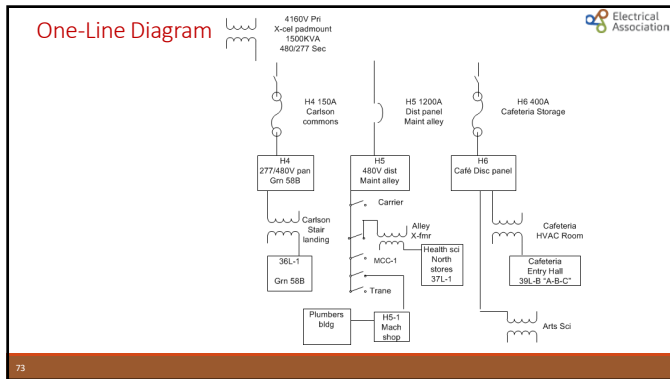 One-Line Diagram
4160V Pri
X-cel padmount
1500KVA
480/277 Sec
Electrical
Association
H4 150A
Carlson
commons
H5 1200A
Dist panel
Maint alley
H6 400A
Cafeteria Storage
H4
277/480V pan
Grn 58B
H5
480V dist
Maint alley
H6
Café Disc panel
Carrier
Carlson
Stair
landing
Alley
X-fmr
Cafeteria
HVAC Room
Health sci
North
stores
37L-1
MCC-1
36L-1
Grn 58B
Cafeteria
Entry Hall
39L-B "A-B-C"
Trane
Plumbers
bldg
H5-1
Mach
shop
Arts Sci
73